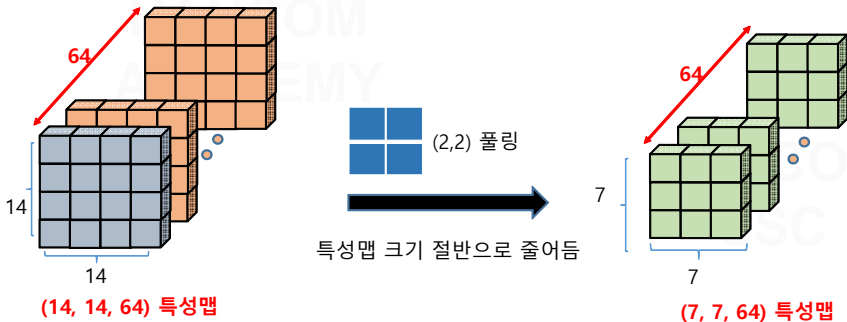 64
14
14
(14, 14, 64) 특성맵
(2,2) 풀링
특성맵 크기 절반으로 줄어듬
64
7
7
(7, 7, 64) 특성맵